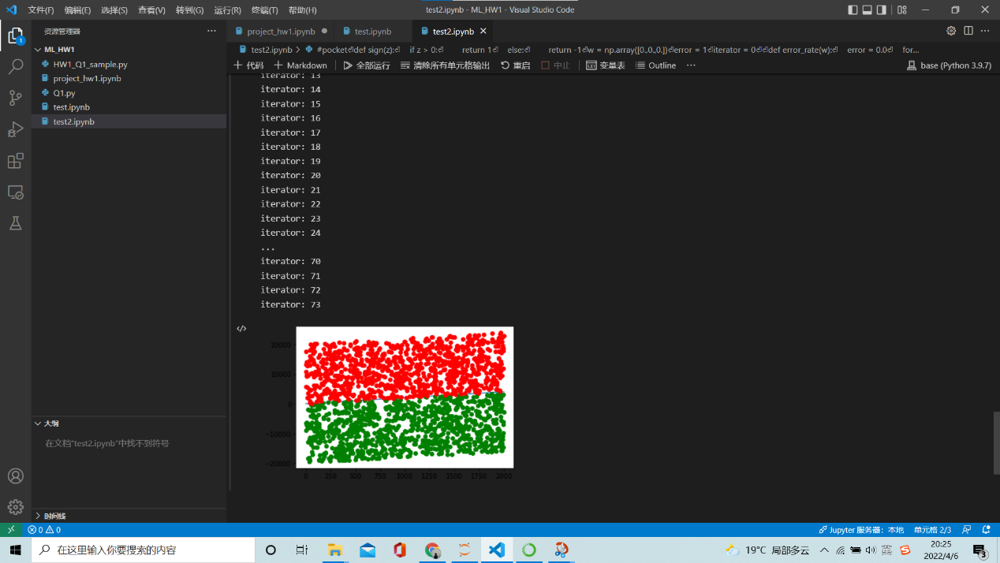 文件(F) 编辑(E) 选择(S) 查看(V) 转到(G) 运行(R) 终端(T) 帮助(H)
test2.ipynb - ML_HW1 - Visual Studio Code
资源管理器
project_hw1.ipynb
test.ipynb
test2.ipynb
ML_HW1
HW1_Q1_sample.py
project_hw1.ipynb
Q1.py
test.ipynb
test2.ipynb
test2.ipynb > #pocket⏎def sign(z):⏎ if z > 0:⏎ return 1⏎ else:⏎ return -1⏎w = np.array([0.,0.,0.])⏎error = 1⏎iterator = 0⏎⏎def error_rate(w):⏎ error = 0.0⏎ for...
代码 Markdown 全部运行 清除所有单元格输出 重启 中止 变量表 Outline ...
base (Python 3.9.7)
iterator: 13
iterator: 14
iterator: 15
iterator: 16
iterator: 17
iterator: 18
iterator: 19
iterator: 20
iterator: 21
iterator: 22
iterator: 23
iterator: 24
...
iterator: 70
iterator: 71
iterator: 72
iterator: 73
</>
20000
10000
0
−10000
−20000
0 250 500 750 1000 1250 1500 1750 2000
大纲
在文档"test2.ipynb"中找不到符号
时间线
0 0
Jupyter 服务器: 本地 单元格 2/3
在这里输入你要搜索的内容
19°C 局部多云
英
20:25
2022/4/6
3